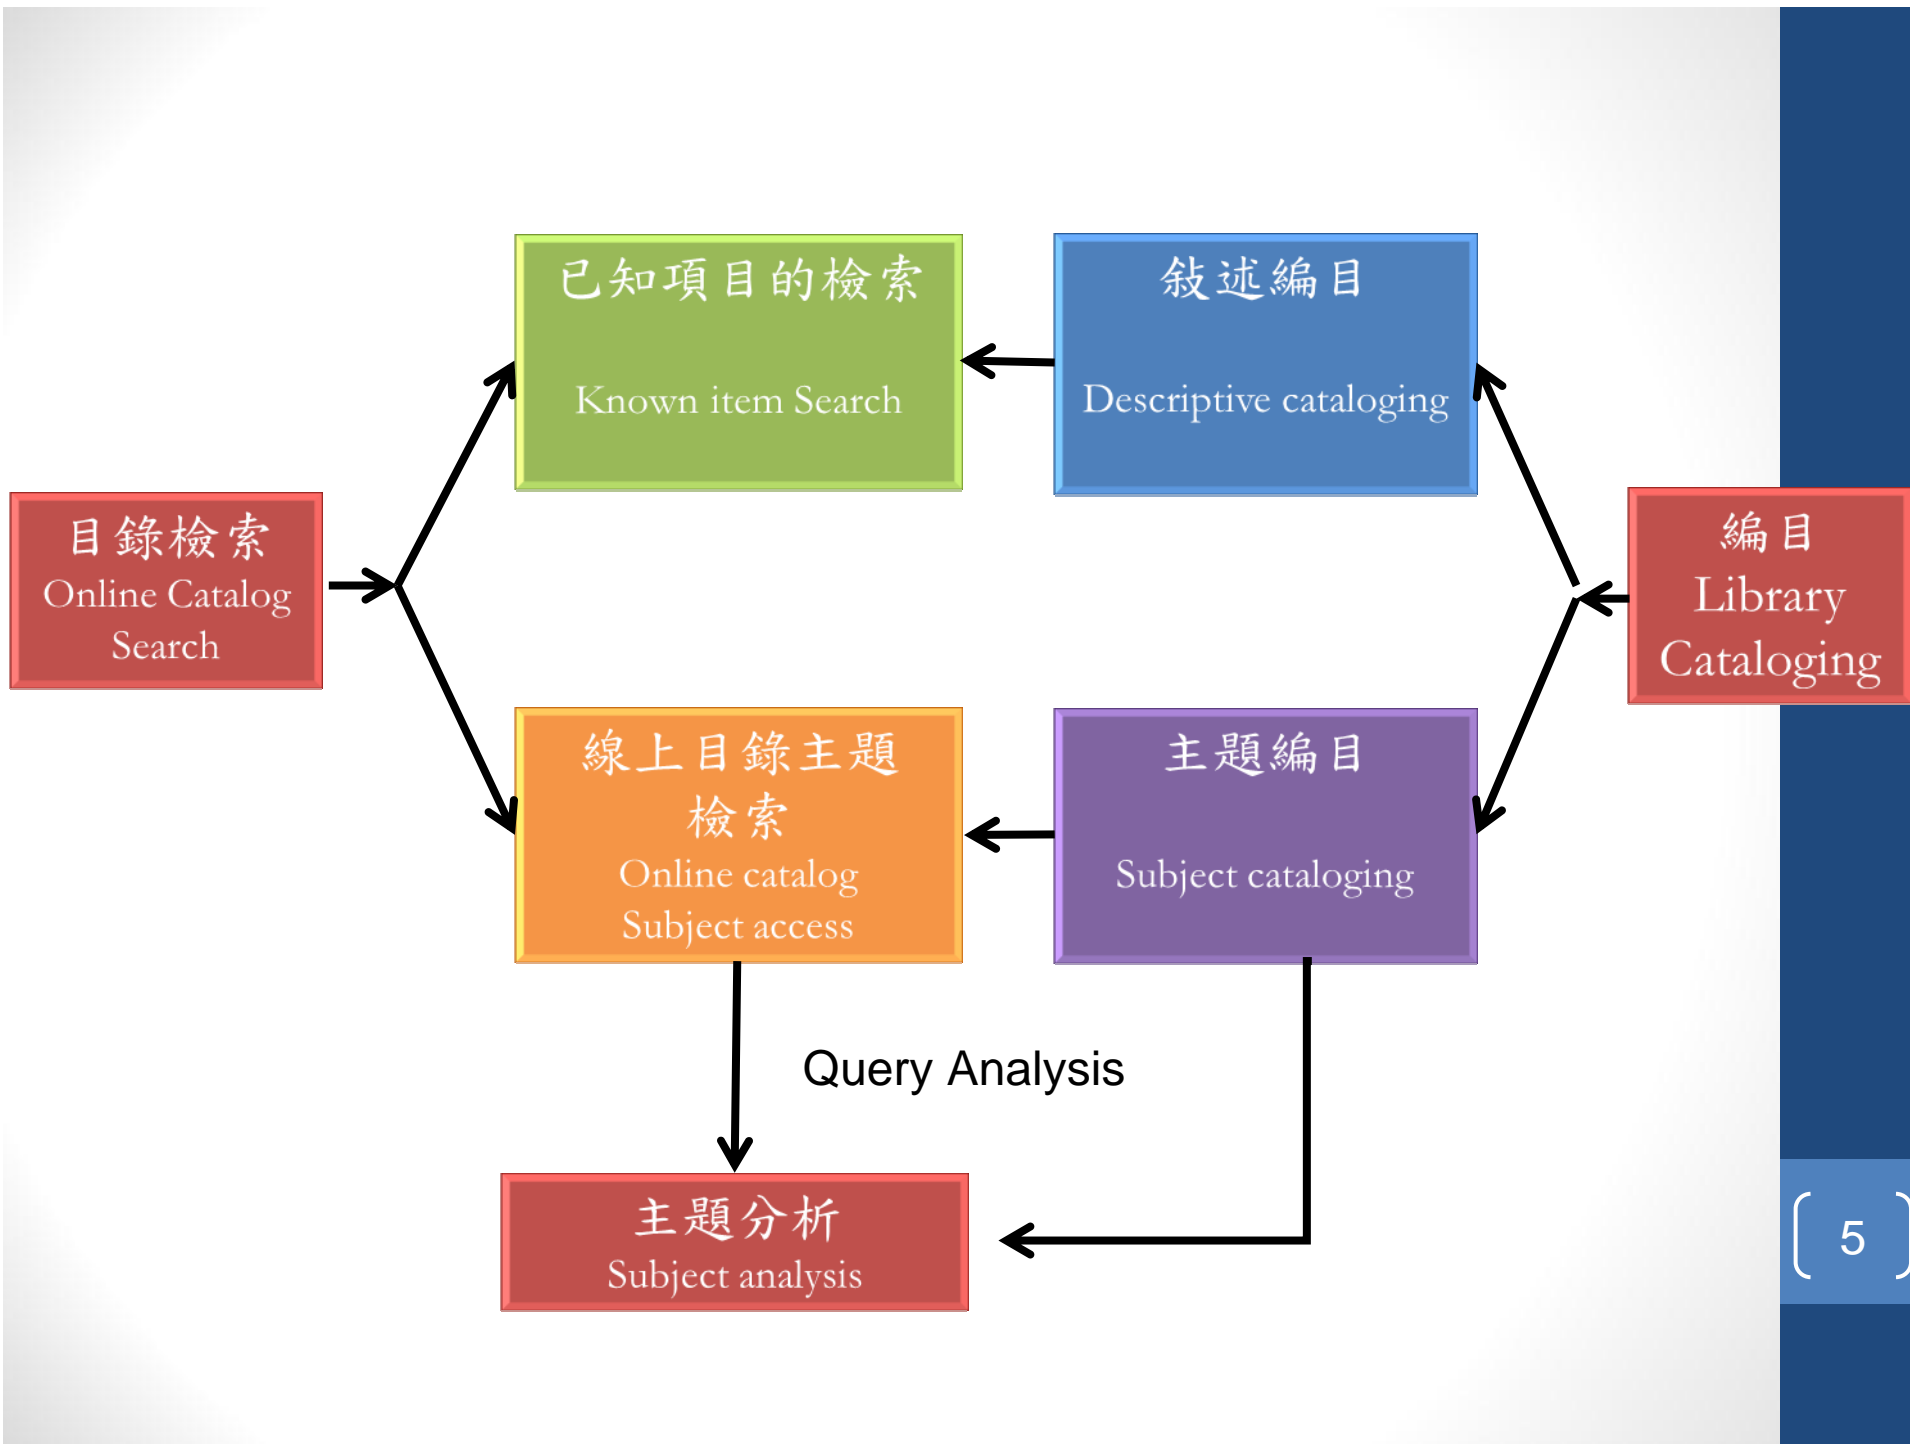 已知項目的檢索
Known item Search
敍述編目
Descriptive cataloging
目錄檢索
Online Catalog
Search
編目
Library
Cataloging
線上目錄主題
檢索
Online catalog
Subject access
主題編目
Subject cataloging
Query Analysis
主題分析
Subject analysis
5